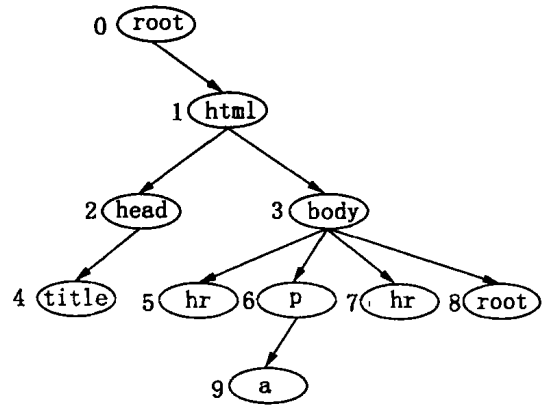 0 root
1 html
2 head 3 body
4 title 5 hr 6 p 7 hr 8 root
9 a